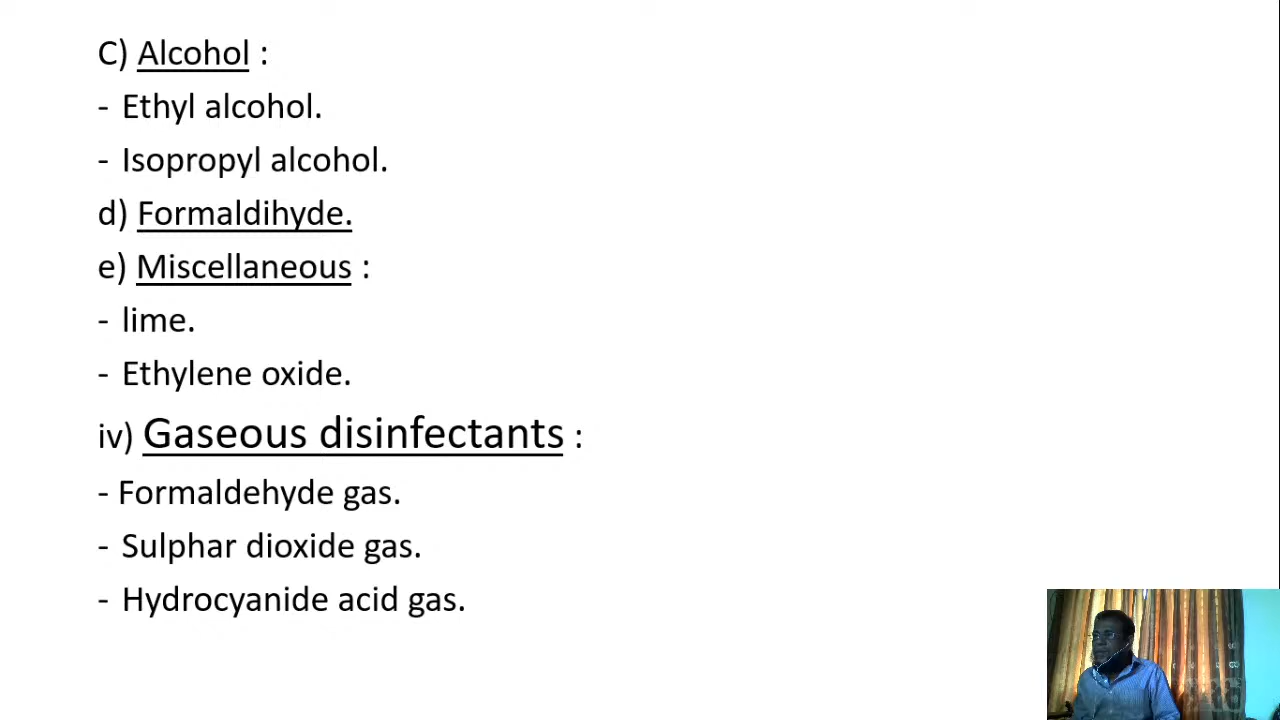 C) Alcohol :
- Ethyl alcohol.
- Isopropyl alcohol.
d) Formaldihyde.
e) Miscellaneous :
- lime.
- Ethylene oxide.
iv) Gaseous disinfectants :
- Formaldehyde gas.
- Sulphar dioxide gas.
- Hydrocyanide acid gas.